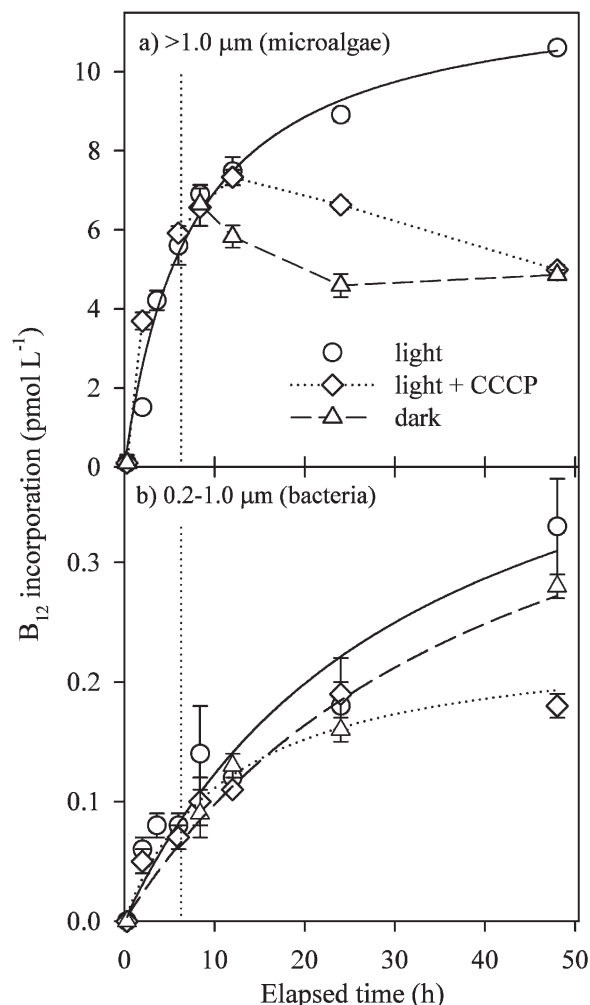 a) >1.0 μm (microalgae)
10
8
6
4
2
0
light
light + CCCP
dark
B12 incorporation (pmol L-1)
b) 0.2-1.0 μm (bacteria)
0.3
0.2
0.1
0.0
0 10 20 30 40 50
Elapsed time (h)